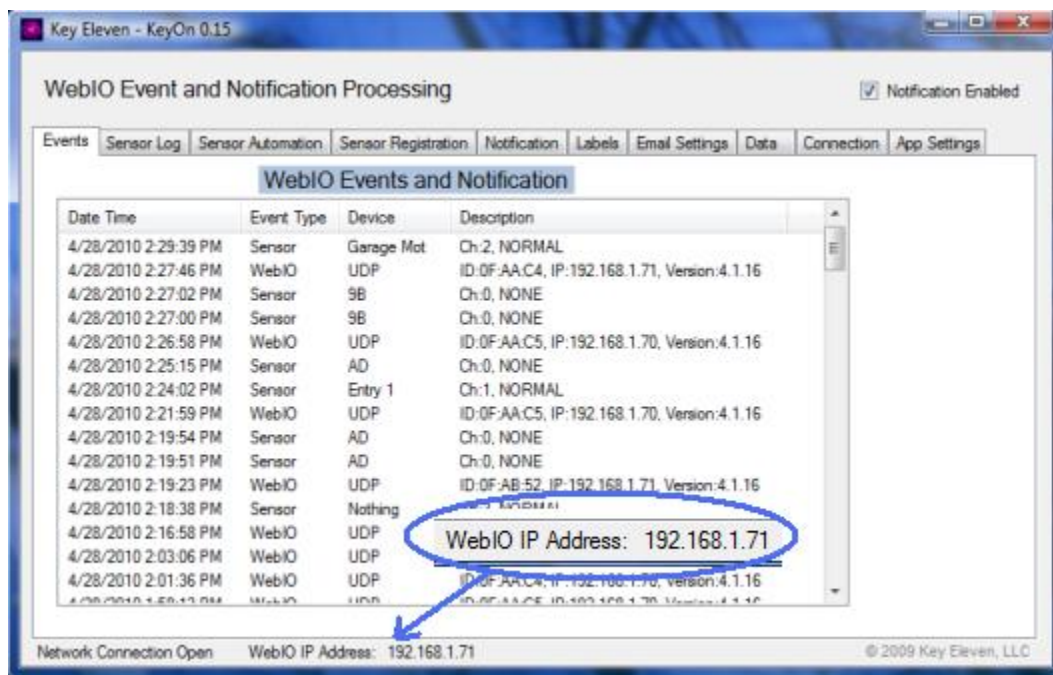 Key Eleven - KeyOn 0.15
WebIO Event and Notification Processing
Notification Enabled
Events Sensor Log Sensor Automation Sensor Registration Notification Labels Email Settings Data Connection App Settings
WebIO Events and Notification
Date Time Event Type Device Description
4/28/2010 2:29:39 PM Sensor Garage Mot Ch:2, NORMAL
4/28/2010 2:27:46 PM WebIO UDP ID:0F:AA:C4, IP:192.168.1.71, Version:4.1.16
4/28/2010 2:27:02 PM Sensor 9B Ch:0, NONE
4/28/2010 2:27:00 PM Sensor 9B Ch:0, NONE
4/28/2010 2:26:58 PM WebIO UDP ID:0F:AA:C5, IP:192.168.1.70, Version:4.1.16
4/28/2010 2:25:15 PM Sensor AD Ch:0, NONE
4/28/2010 2:24:02 PM Sensor Entry 1 Ch:1, NORMAL
4/28/2010 2:21:59 PM WebIO UDP ID:0F:AA:C5, IP:192.168.1.70, Version:4.1.16
4/28/2010 2:19:54 PM Sensor AD Ch:0, NONE
4/28/2010 2:19:51 PM Sensor AD Ch:0, NONE
4/28/2010 2:19:23 PM WebIO UDP ID:0F:AB:52, IP:192.168.1.71, Version:4.1.16
4/28/2010 2:18:38 PM Sensor Nothing NORMAL
4/28/2010 2:16:58 PM WebIO UDP
WebIO IP Address: 192.168.1.71
4/28/2010 2:03:06 PM WebIO UDP
4/28/2010 2:01:36 PM WebIO UDP ID:0F:AA:C4, Version:4.1.16
Network Connection Open WebIO IP Address: 192.168.1.71
© 2009 Key Eleven, LLC